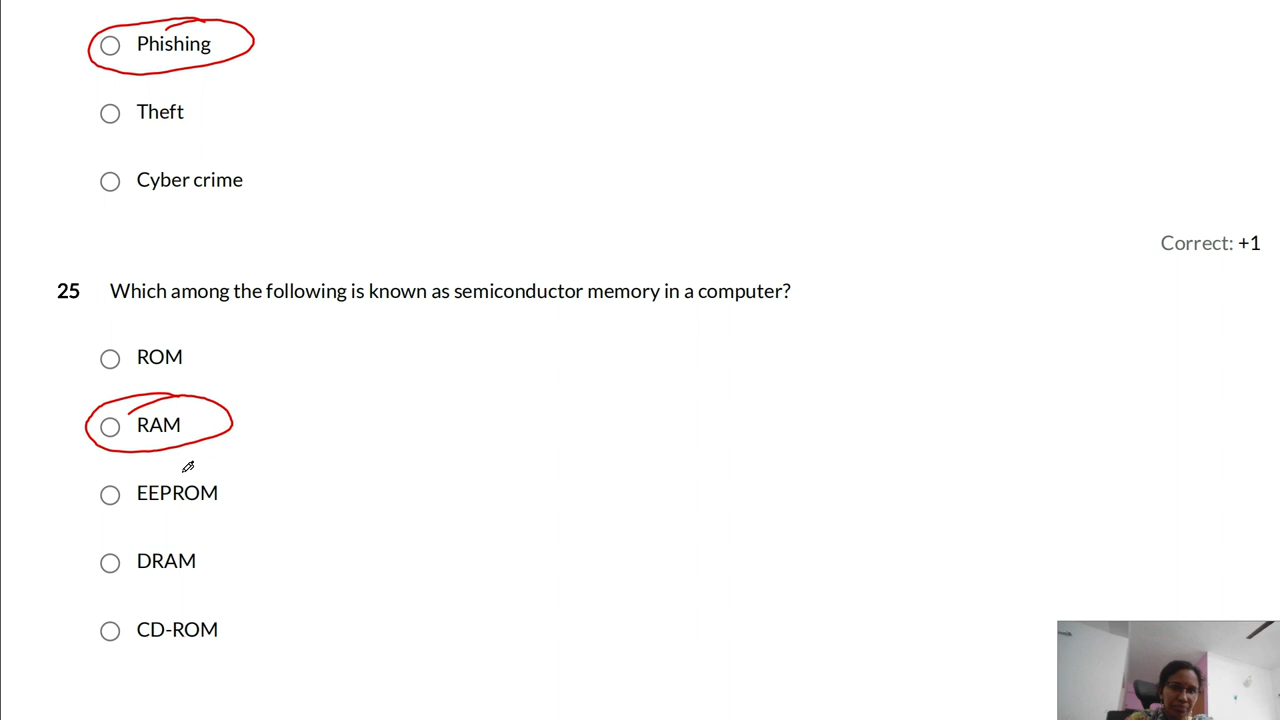 Phishing
Theft
Cyber crime
Correct: +1
25 Which among the following is known as semiconductor memory in a computer?
ROM
RAM
EEPROM
DRAM
CD-ROM